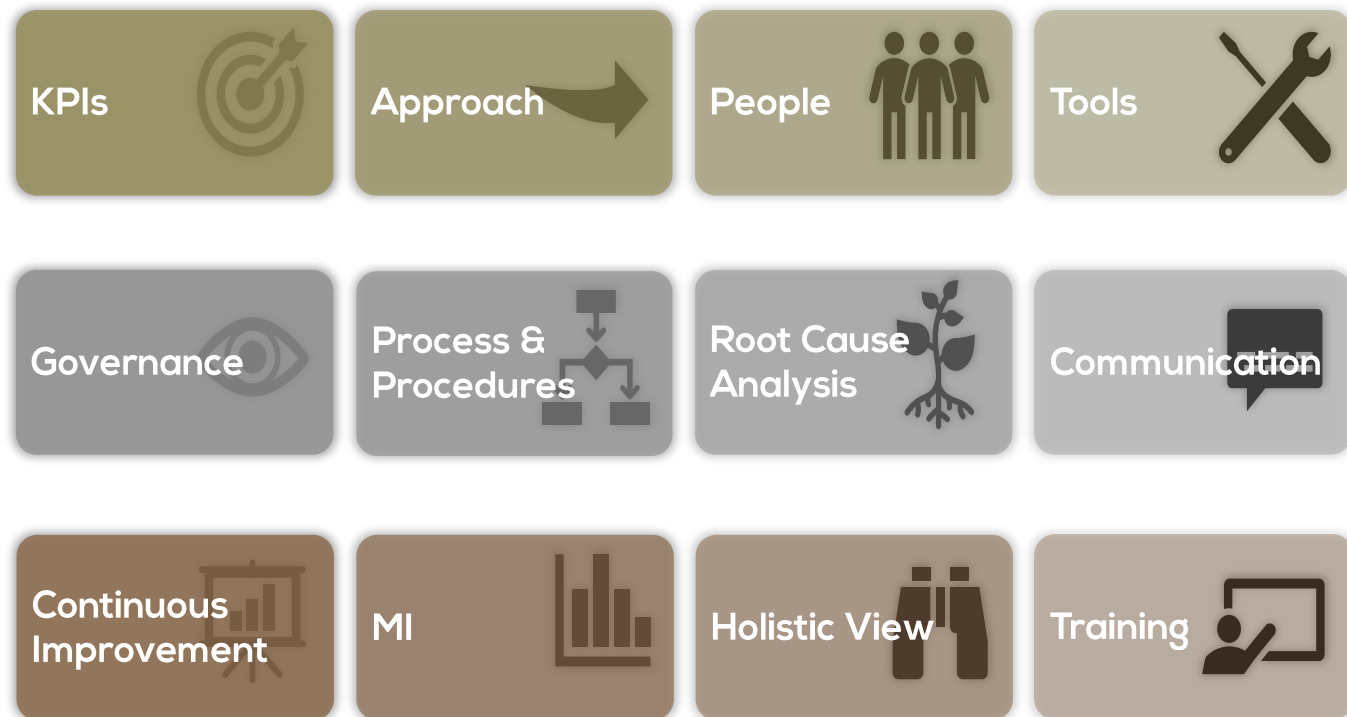 KPIs
Approach
People
Tools
Governance
Process &
Procedures
Root Cause
Analysis
Communication
Continuous
Improvement
MI
Holistic View
Training